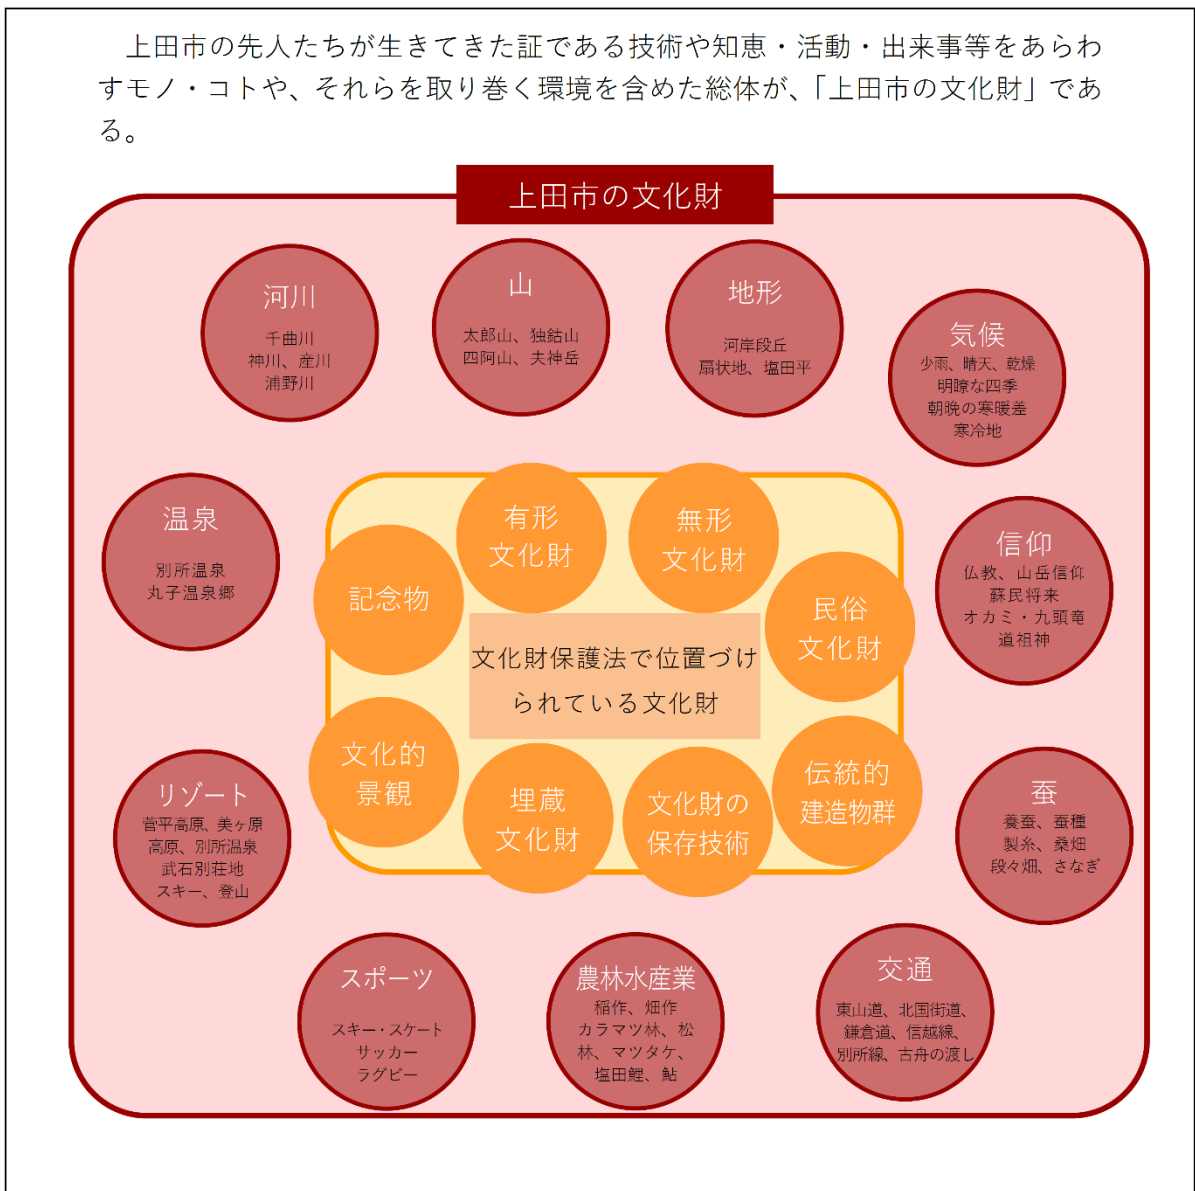 上田市の先人たちが生きてきた証である技術や知恵・活動・出来事等をあらわ
すモノ・コトや、それらを取り巻く環境を含めた総体が、「上田市の文化財」であ
る。
上田市の文化財
河川
千曲川
神川、産川
浦野川
山
太郎山、独鈷山
四阿山、夫神岳
地形
河岸段丘
扇状地、塩田平
気候
少雨、晴天、乾燥
明瞭な四季
朝晩の寒暖差
寒冷地
温泉
別所温泉
丸子温泉郷
信仰
仏教、山岳信仰
蘇民将来
オカミ・九頭竜
道祖神
有形
文化財
無形
文化財
記念物
民俗
文化財
文化財保護法で位置づけ
られている文化財
文化的
景観
埋蔵
文化財
文化財の
保存技術
伝統的
建造物群
リゾート
菅平高原、美ヶ原
高原、別所温泉
武石別荘地
スキー、登山
蚕
養蚕、蚕種
製糸、桑畑
段々畑、さなぎ
スポーツ
スキー・スケート
サッカー
ラグビー
農林水産業
稲作、畑作
カラマツ林、松
林、マツタケ、
塩田鯉、鮎
交通
東山道、北国街道、
鎌倉道、信越線、
別所線、古舟の渡し